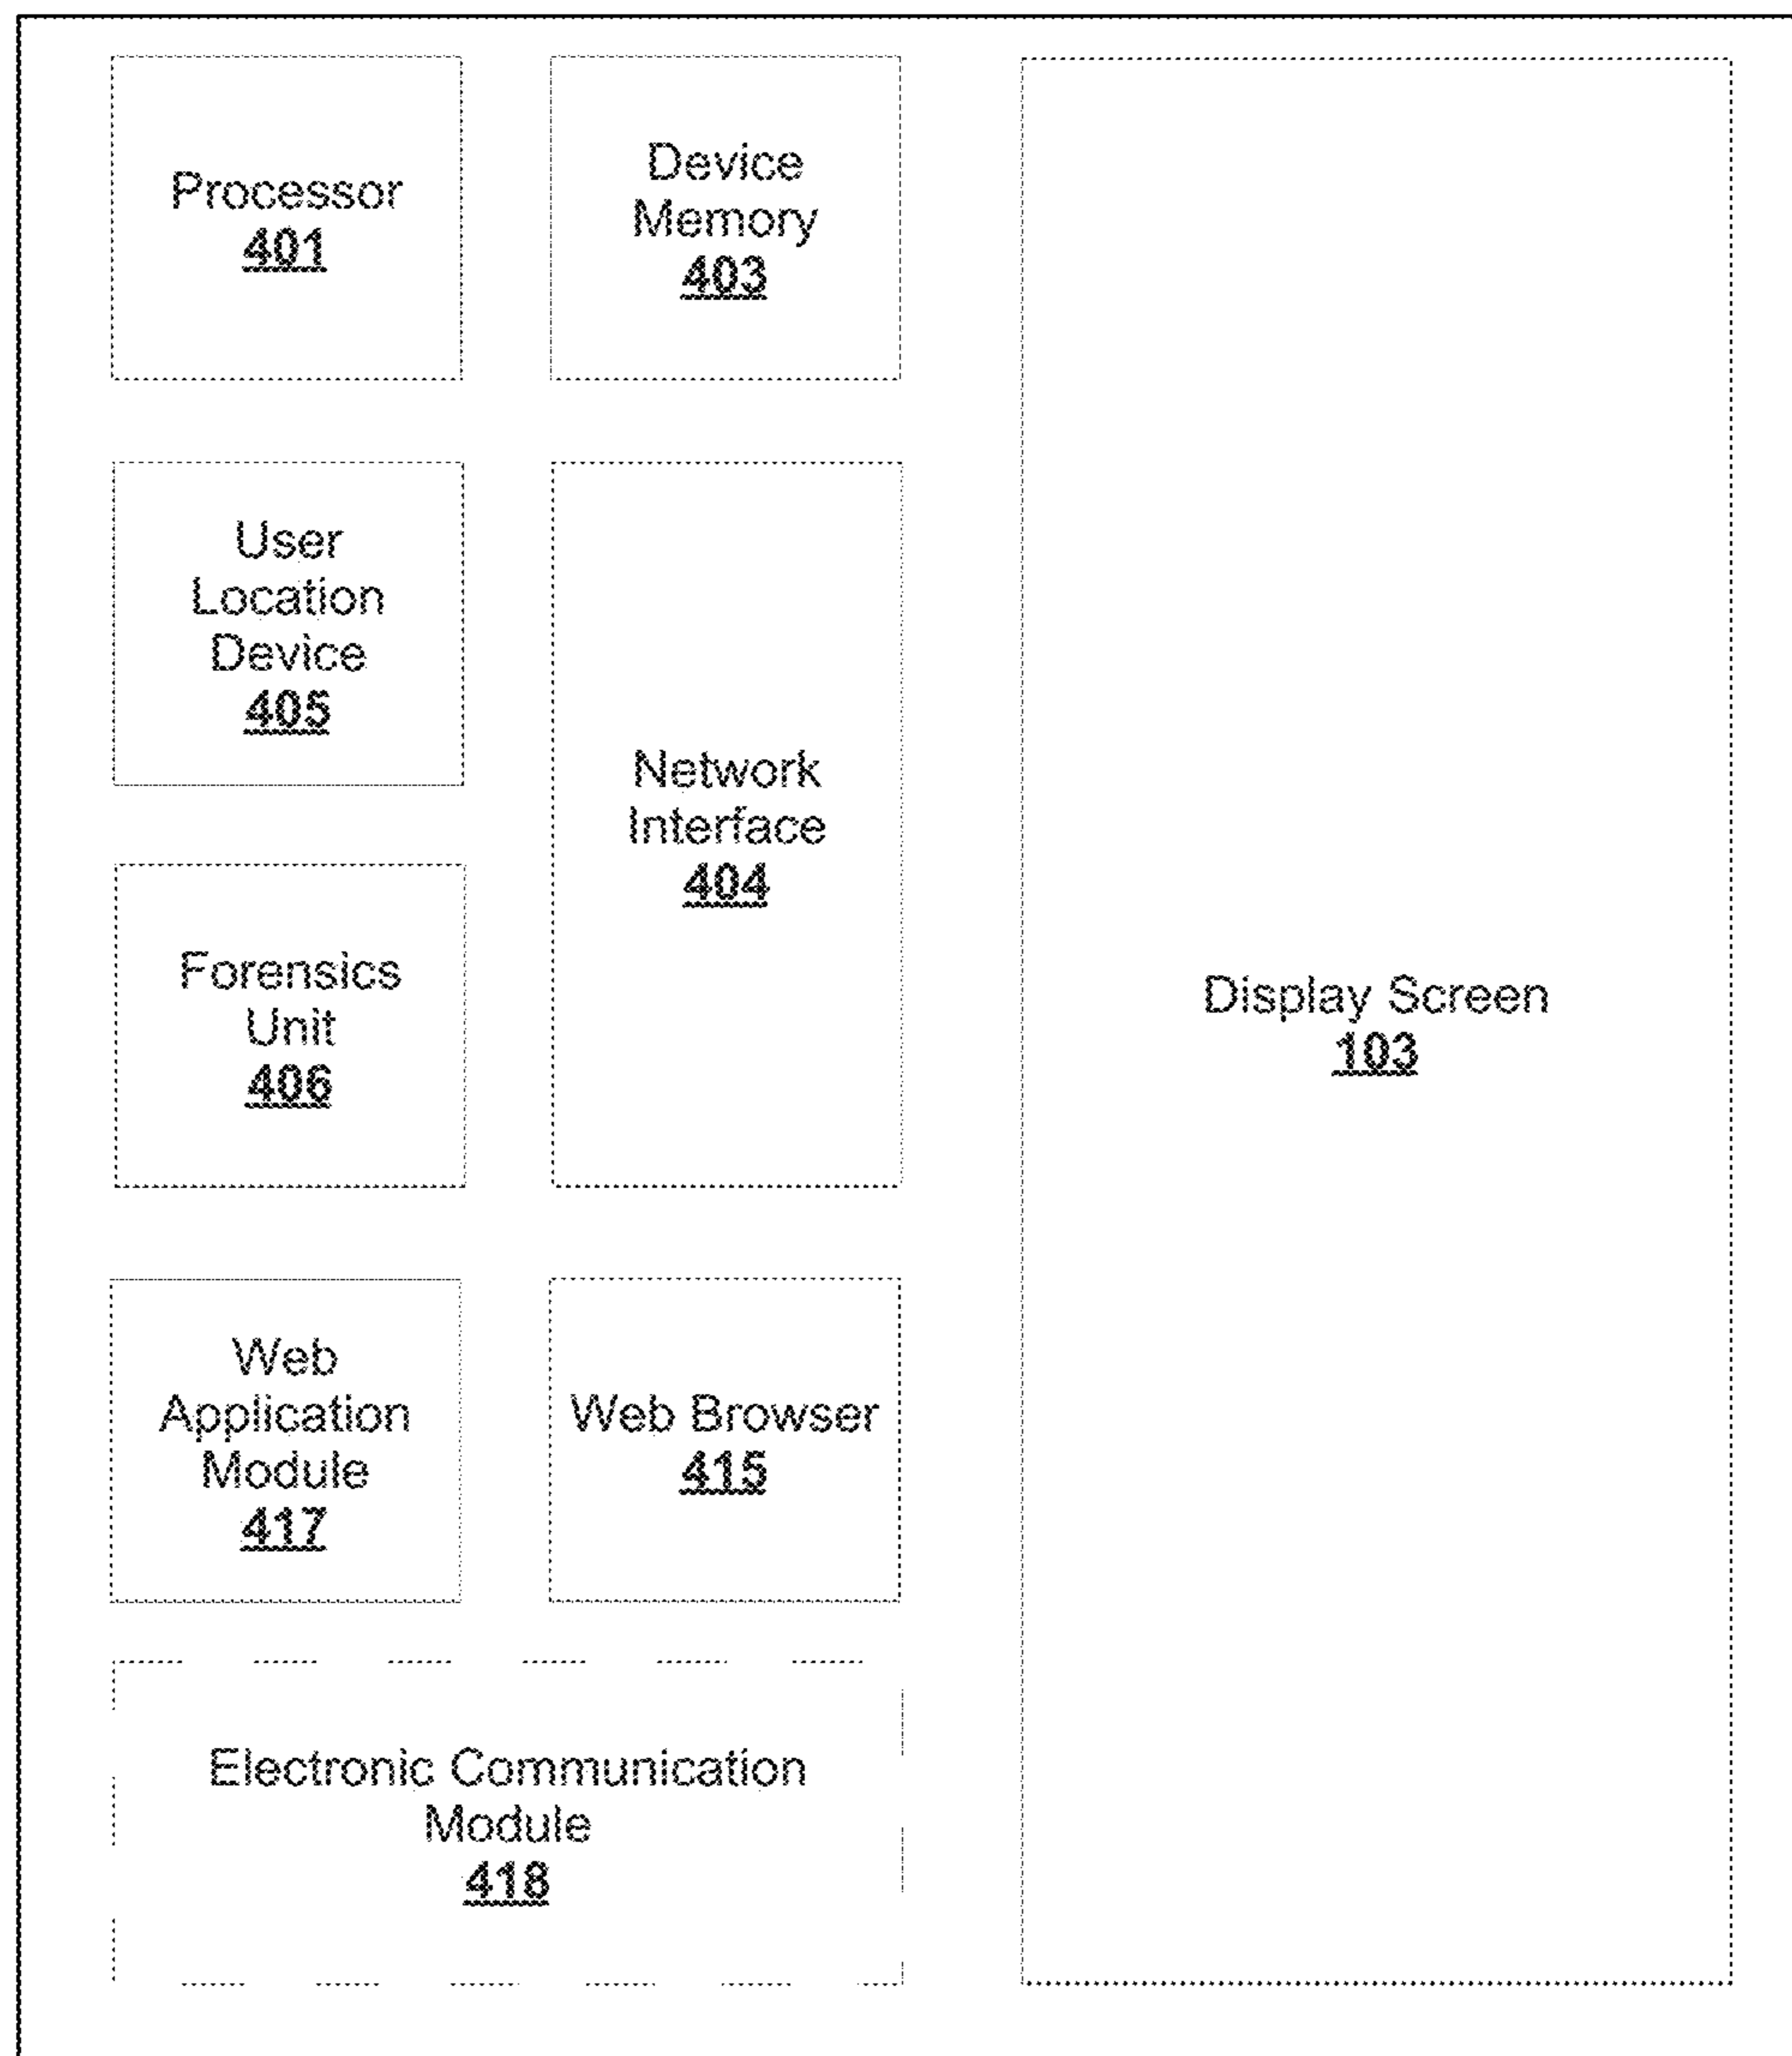 Processor
401
Device
Memory
403
User
Location
Device
405
Network
Interface
404
Forensics
Unit
406
Display Screen
103
Web
Application
Module
417
Web Browser
415
Electronic Communication
Module
418